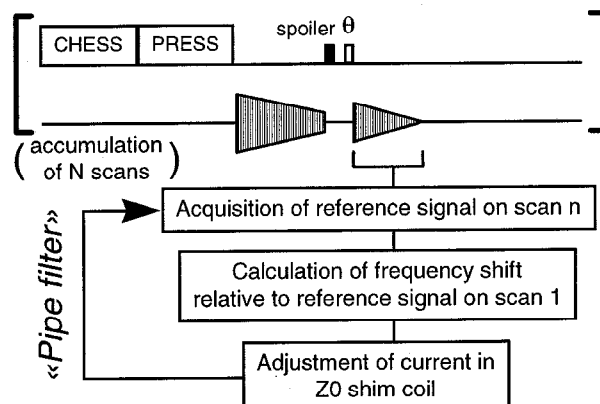 CHESS PRESS spoiler θ
(accumulation
of N scans)
Acquisition of reference signal on scan n
Calculation of frequency shift
relative to reference signal on scan 1
Adjustment of current in
Z0 shim coil
«Pipe filter»